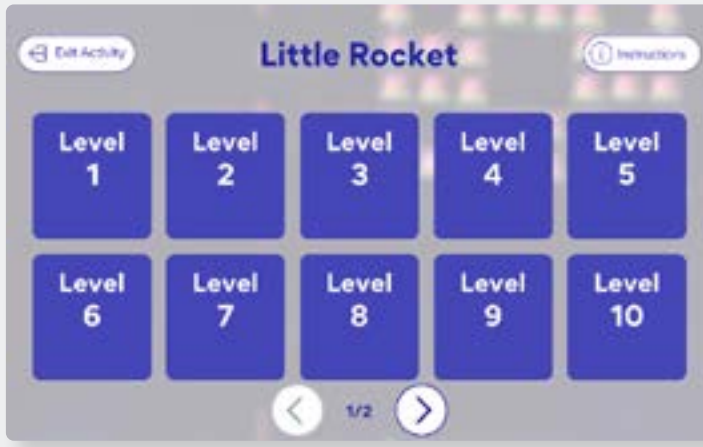 Exit Activity
Little Rocket
Instructions
Level
1
Level
2
Level
3
Level
4
Level
5
Level
6
Level
7
Level
8
Level
9
Level
10
1/2